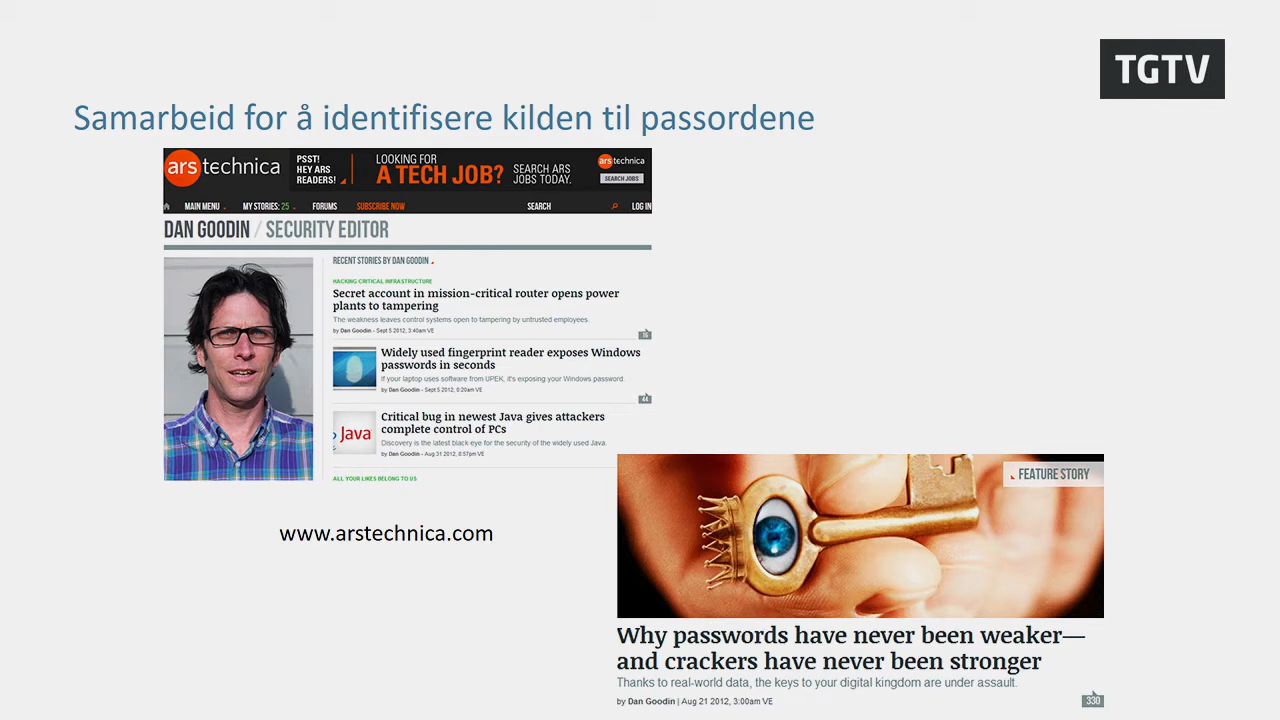 TGTV
Samarbeid for å identifisere kilden til passordene
ars technica
PSST!
HEY ARS
READERS!
LOOKING FOR
A TECH JOB?
SEARCH ARS
JOBS TODAY.
ars technica
SEARCH JOBS
MAIN MENU MY STORIES: 25 FORUMS SUBSCRIBE NOW SEARCH LOG IN
DAN GOODIN / SECURITY EDITOR
RECENT STORIES BY DAN GOODIN
HACKING CRITICAL INFRASTRUCTURE
Secret account in mission-critical router opens power
plants to tampering
The weakness leaves control systems open to tampering by untrusted employees.
by Dan Goodin - Sept 5 2012, 3:40am VE
Widely used fingerprint reader exposes Windows
passwords in seconds
If your laptop uses software from UPEK, it's exposing your Windows password.
by Dan Goodin - Sept 5 2012, 0:20am VE
44
Java
Critical bug in newest Java gives attackers
complete control of PCs
Discovery is the latest black eye for the security of the widely used Java.
by Dan Goodin - Aug 31 2012, 8:57pm VE
ALL YOUR LIKES BELONG TO US
www.arstechnica.com
FEATURE STORY
Why passwords have never been weaker—
and crackers have never been stronger
Thanks to real-world data, the keys to your digital kingdom are under assault.
by Dan Goodin | Aug 21 2012, 3:00am VE
330